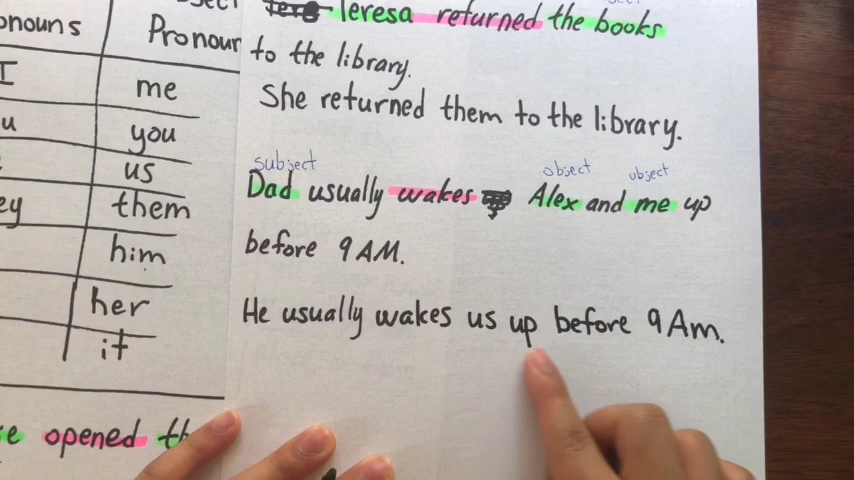 Pronoun
I me
you
us
them
him
her
it
opened
Teresa returned the books
to the library.
She returned them to the library.
subject object object
Dad usually wakes Alex and me up
before 9 AM.
He usually wakes us up before 9 Am.